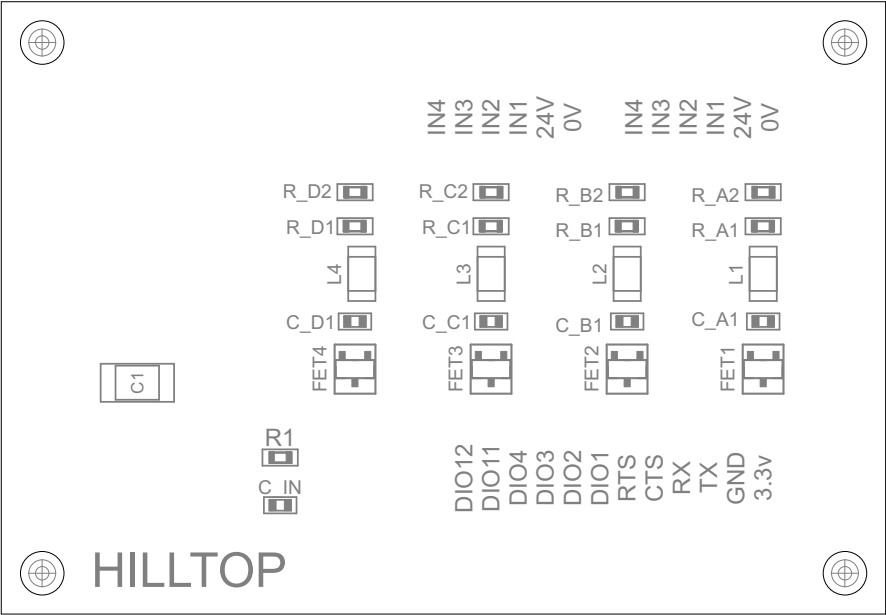 IN4
IN3
IN2
IN1
24V
0V
IN4
IN3
IN2
IN1
24V
0V
R_D2
R_C2
R_B2
R_A2
R_D1
R_C1
R_B1
R_A1
L4
L3
L2
L1
C_D1
C_C1
C_B1
C_A1
FET4
FET3
FET2
FET1
C1
R1
C_IN
DIO12
DIO11
DIO4
DIO3
DIO2
DIO1
RTS
CTS
RX
TX
GND
3.3v
HILLTOP